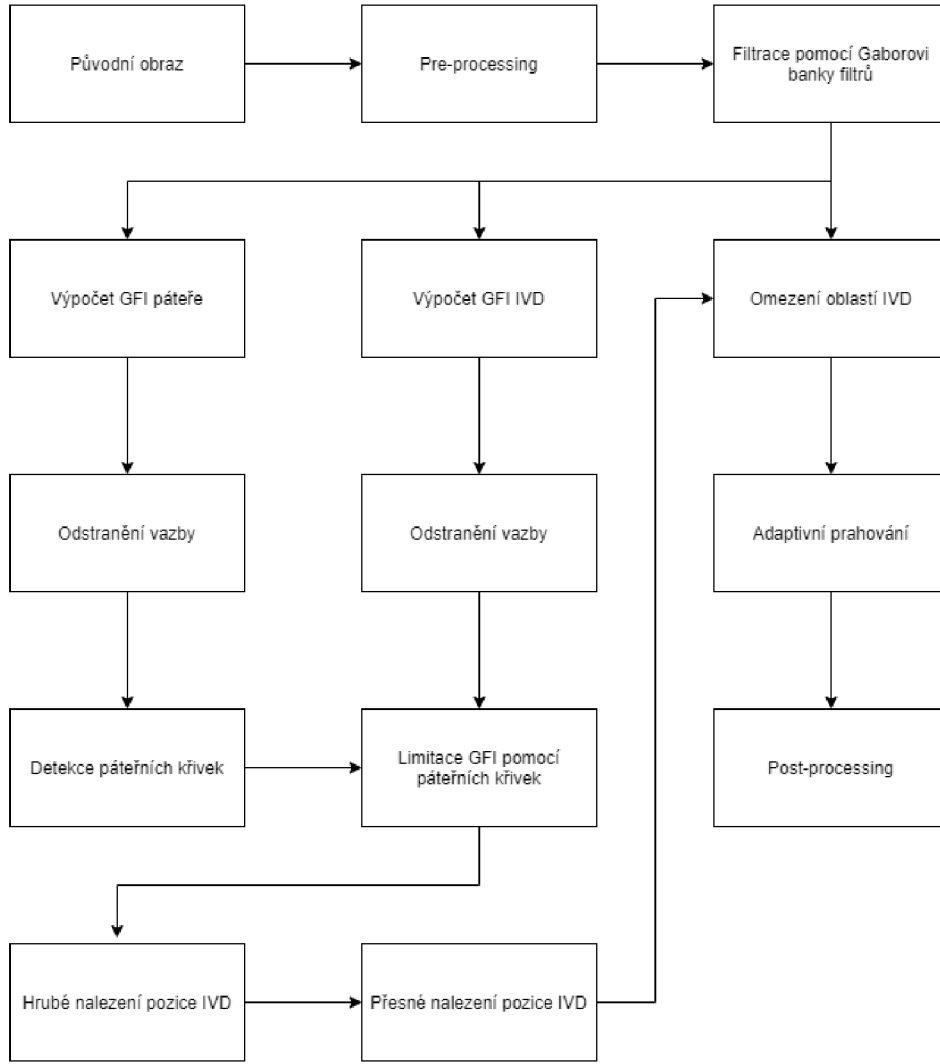 Původní obraz
Pre-processing
Filtrace pomocí Gaborovi
banky filtrů
Výpočet GFI páteře
Výpočet GFI IVD
Omezení oblastí IVD
Odstranění vazby
Odstranění vazby
Adaptivní prahování
Detekce páteřních křivek
Limitace GFI pomocí
páteřních křivek
Post-processing
Hrubé nalezení pozice IVD
Přesné nalezení pozice IVD